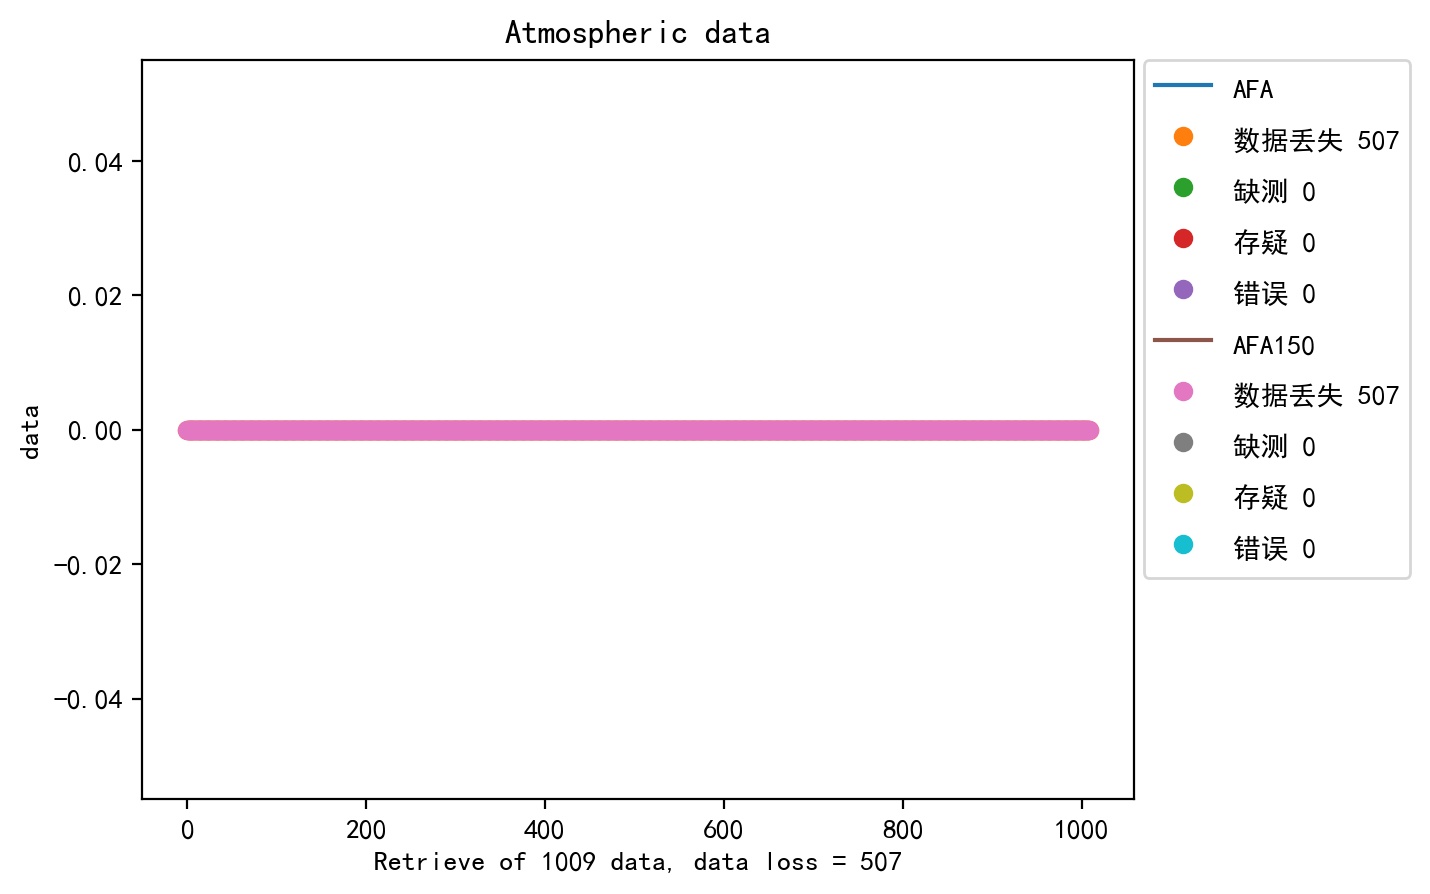 Atmospheric data
data
0.04
0.02
0.00
-0.02
-0.04
0 200 400 600 800 1000
Retrieve of 1009 data, data loss = 507
AFA
数据丢失 507
缺测 0
存疑 0
错误 0
AFA150
数据丢失 507
缺测 0
存疑 0
错误 0